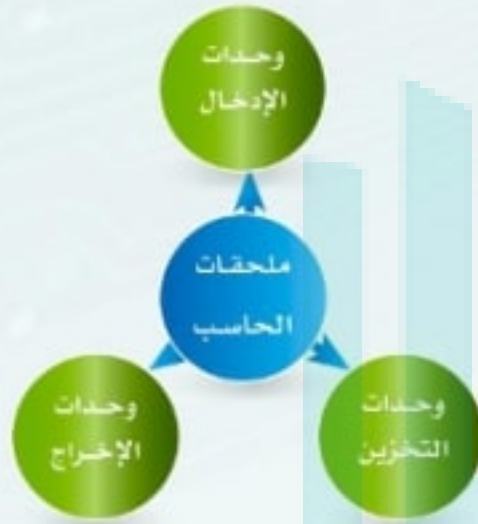 وحدات
الإدخال
ملحقات
الحاسب
وحدات
التخزين
وحدات
الإخراج